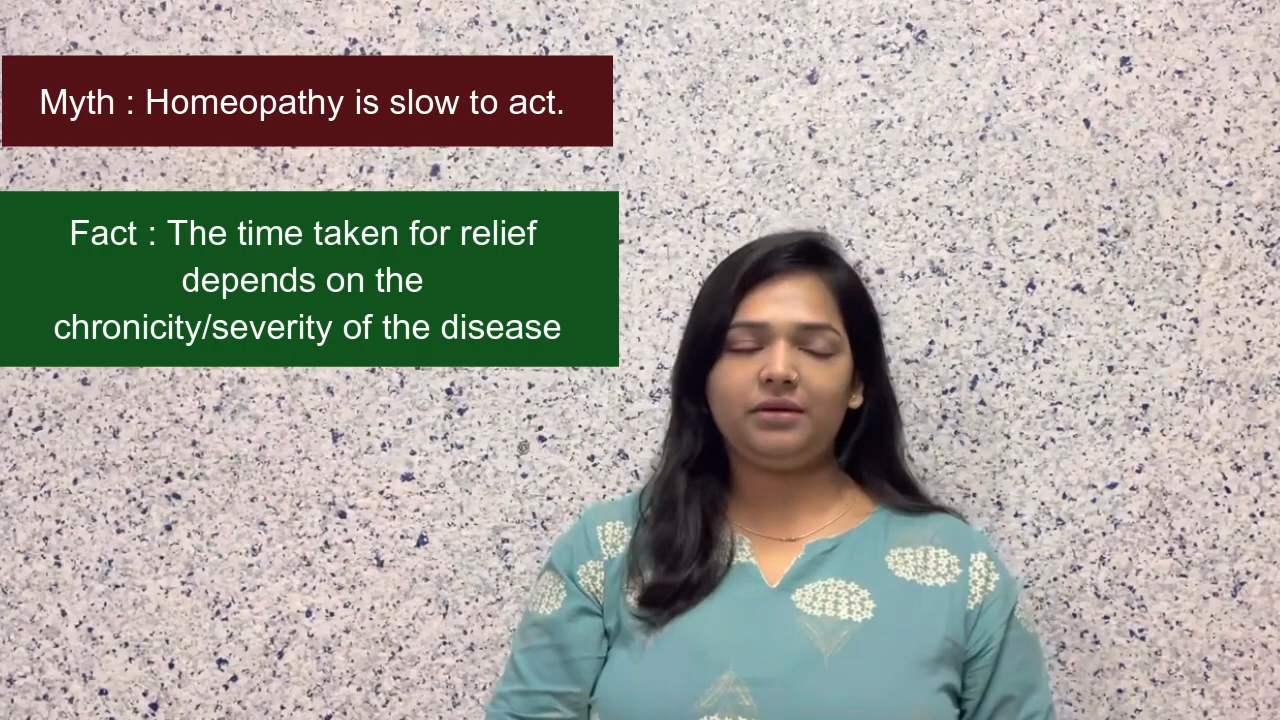 Myth : Homeopathy is slow to act.
Fact : The time taken for relief
depends on the
chronicity/severity of the disease